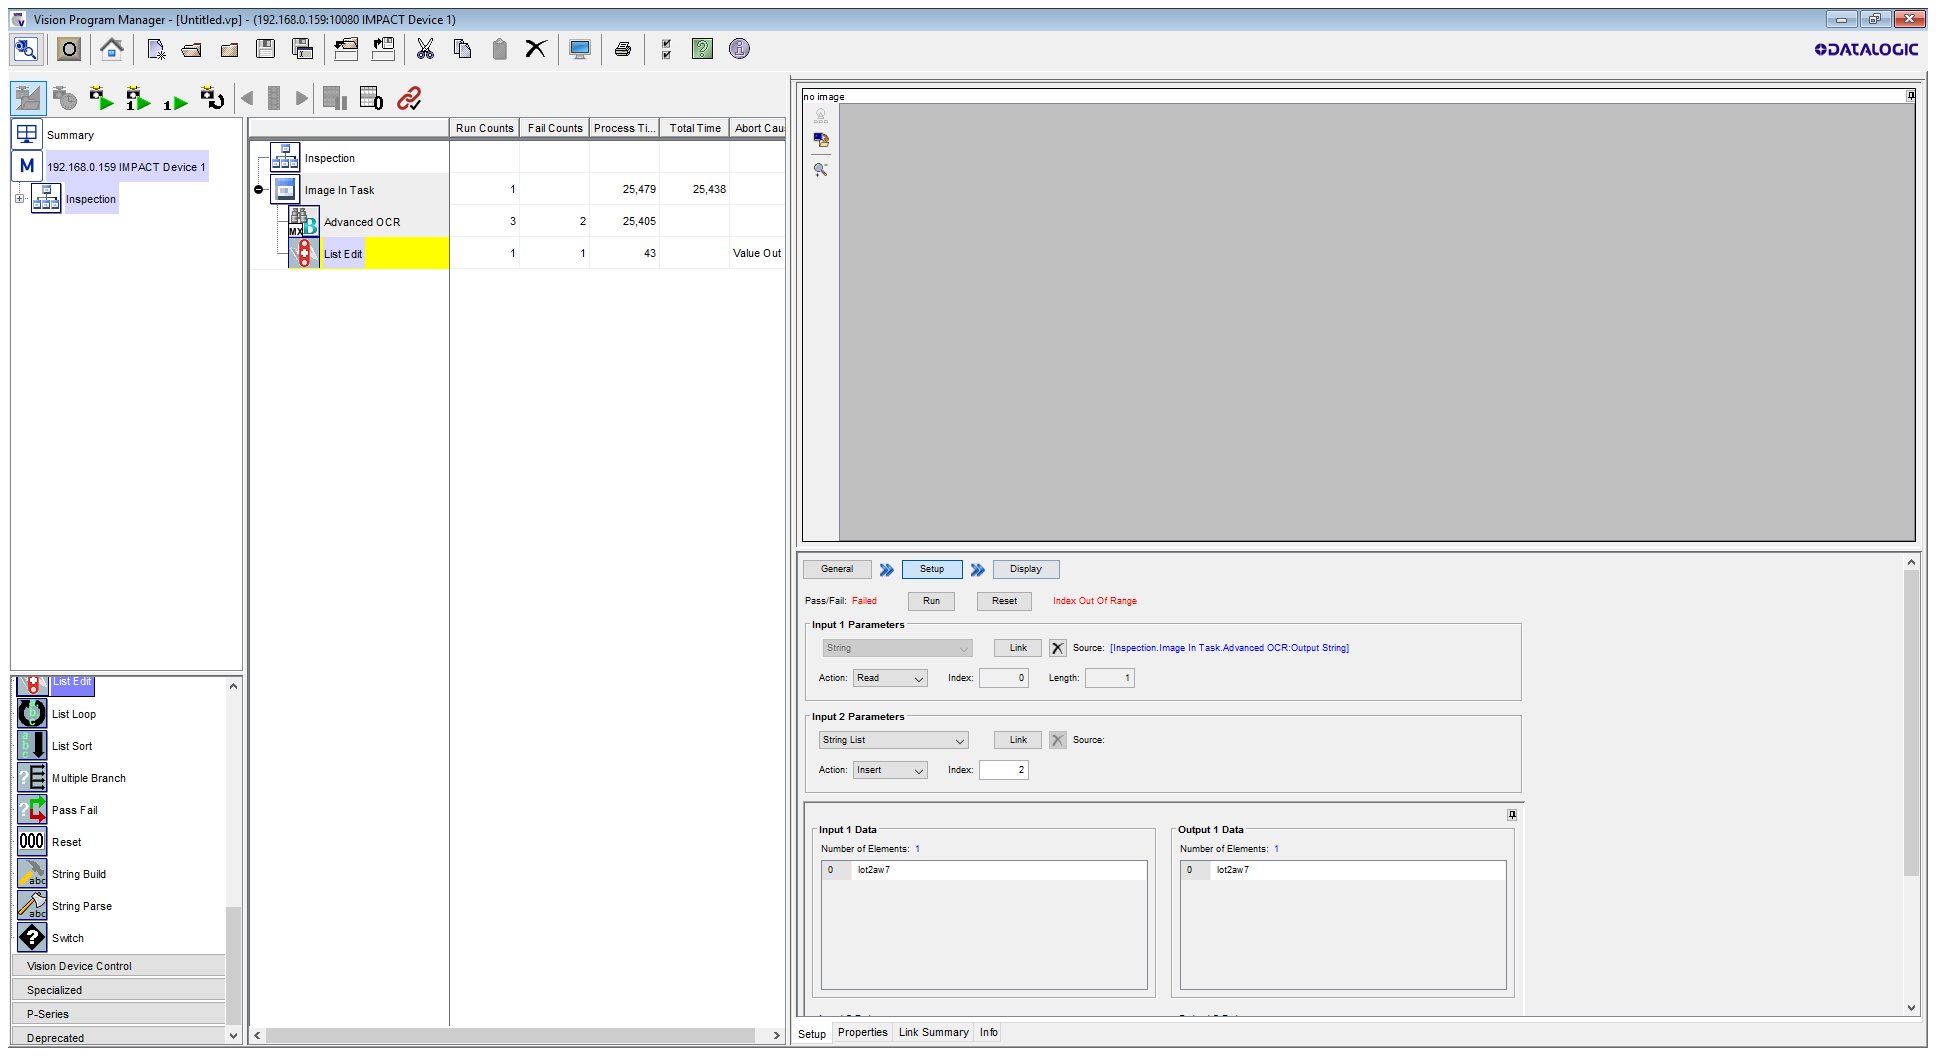 Vision Program Manager - [Untitled.vp] - (192.168.0.159:10080 IMPACT Device 1)
DATALOGIC
Summary
M 192.168.0.159 IMPACT Device 1
Inspection
Run Counts Fail Counts Process Ti... Total Time Abort Cau
Inspection
Image In Task 1 25,479 25,438
Advanced OCR 3 2 25,405
List Edit 1 1 43 Value Out
no image
General Setup Display
Pass/Fail: Failed Run Reset Index Out Of Range
Input 1 Parameters
String Link Source: [Inspection.Image In Task.Advanced OCR:Output String]
Action: Read Index: 0 Length: 1
Input 2 Parameters
String List Link Source:
Action: Insert Index: 2
Input 1 Data
Number of Elements: 1
0 lot2aw7
Output 1 Data
Number of Elements: 1
0 lot2aw7
Setup Properties Link Summary Info
List Edit
List Loop
List Sort
Multiple Branch
Pass Fail
000 Reset
abc String Build
abc String Parse
Switch
Vision Device Control
Specialized
P-Series
Deprecated